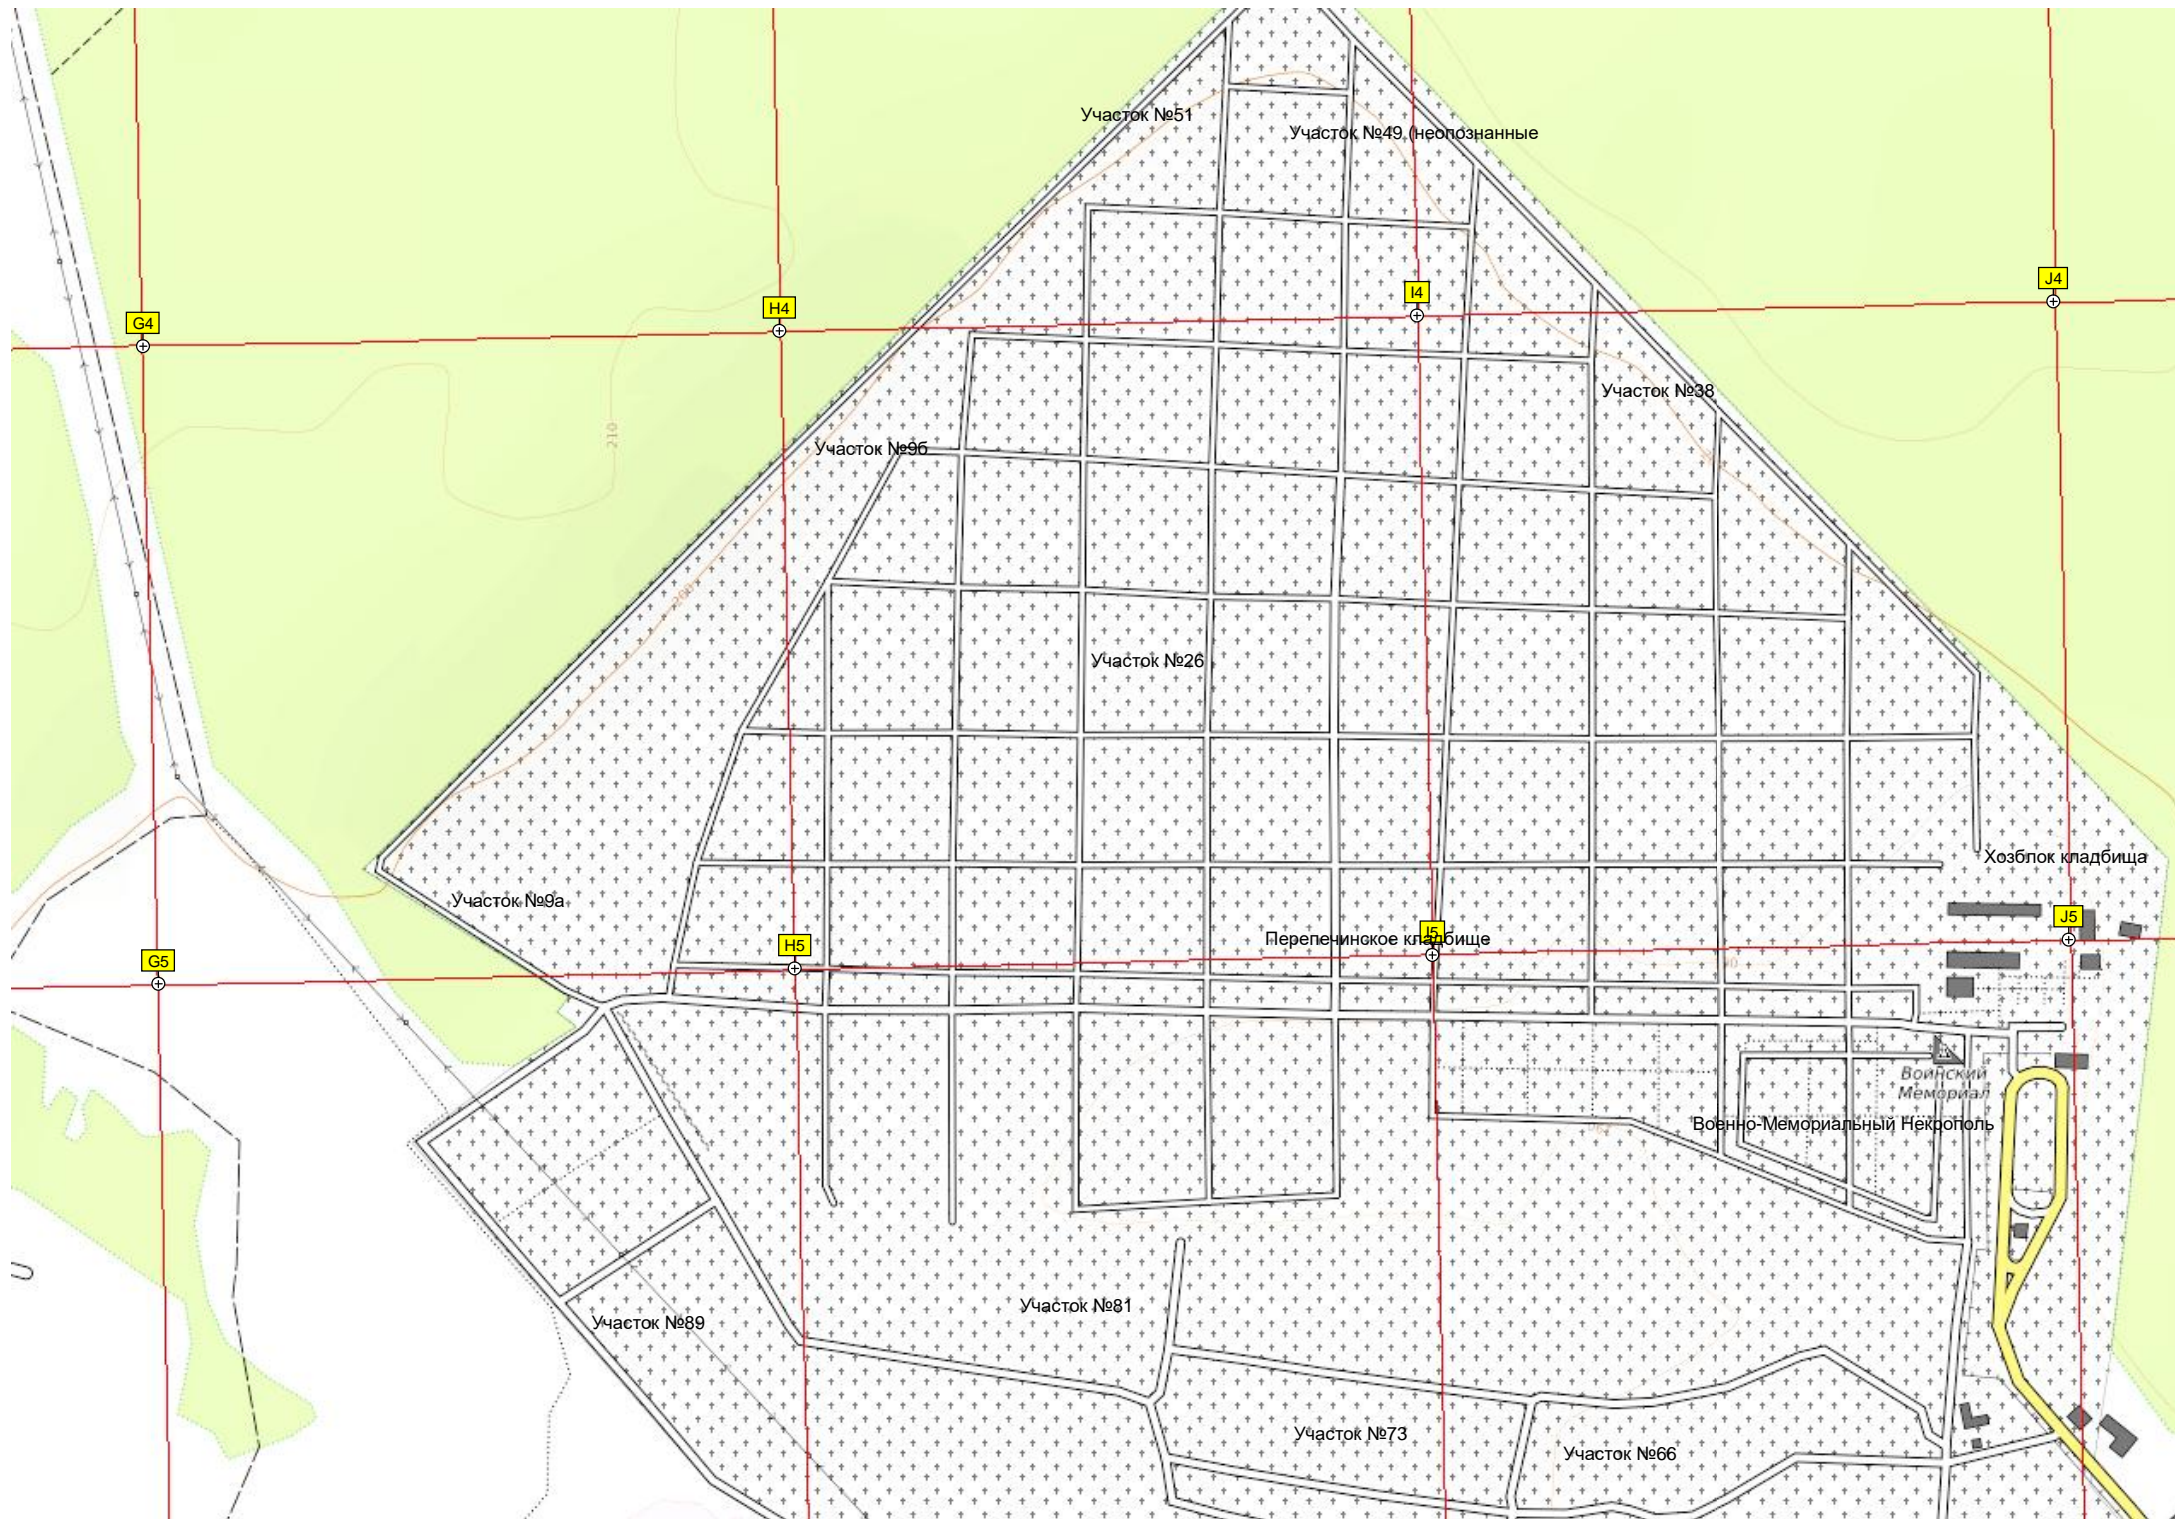 Участок №51
Участок №49 (неопознанные
J4
I4
H4
G4
Участок №38
210
Участок №9б
200
Участок №26
Хозблок кладбища
Участок №9а
J5
I5
Перепечинское кладбище
H5
G5
Воинский
Мемориал
Военно-Мемориальный Некрополь
Участок №81
Участок №89
Участок №73
Участок №66